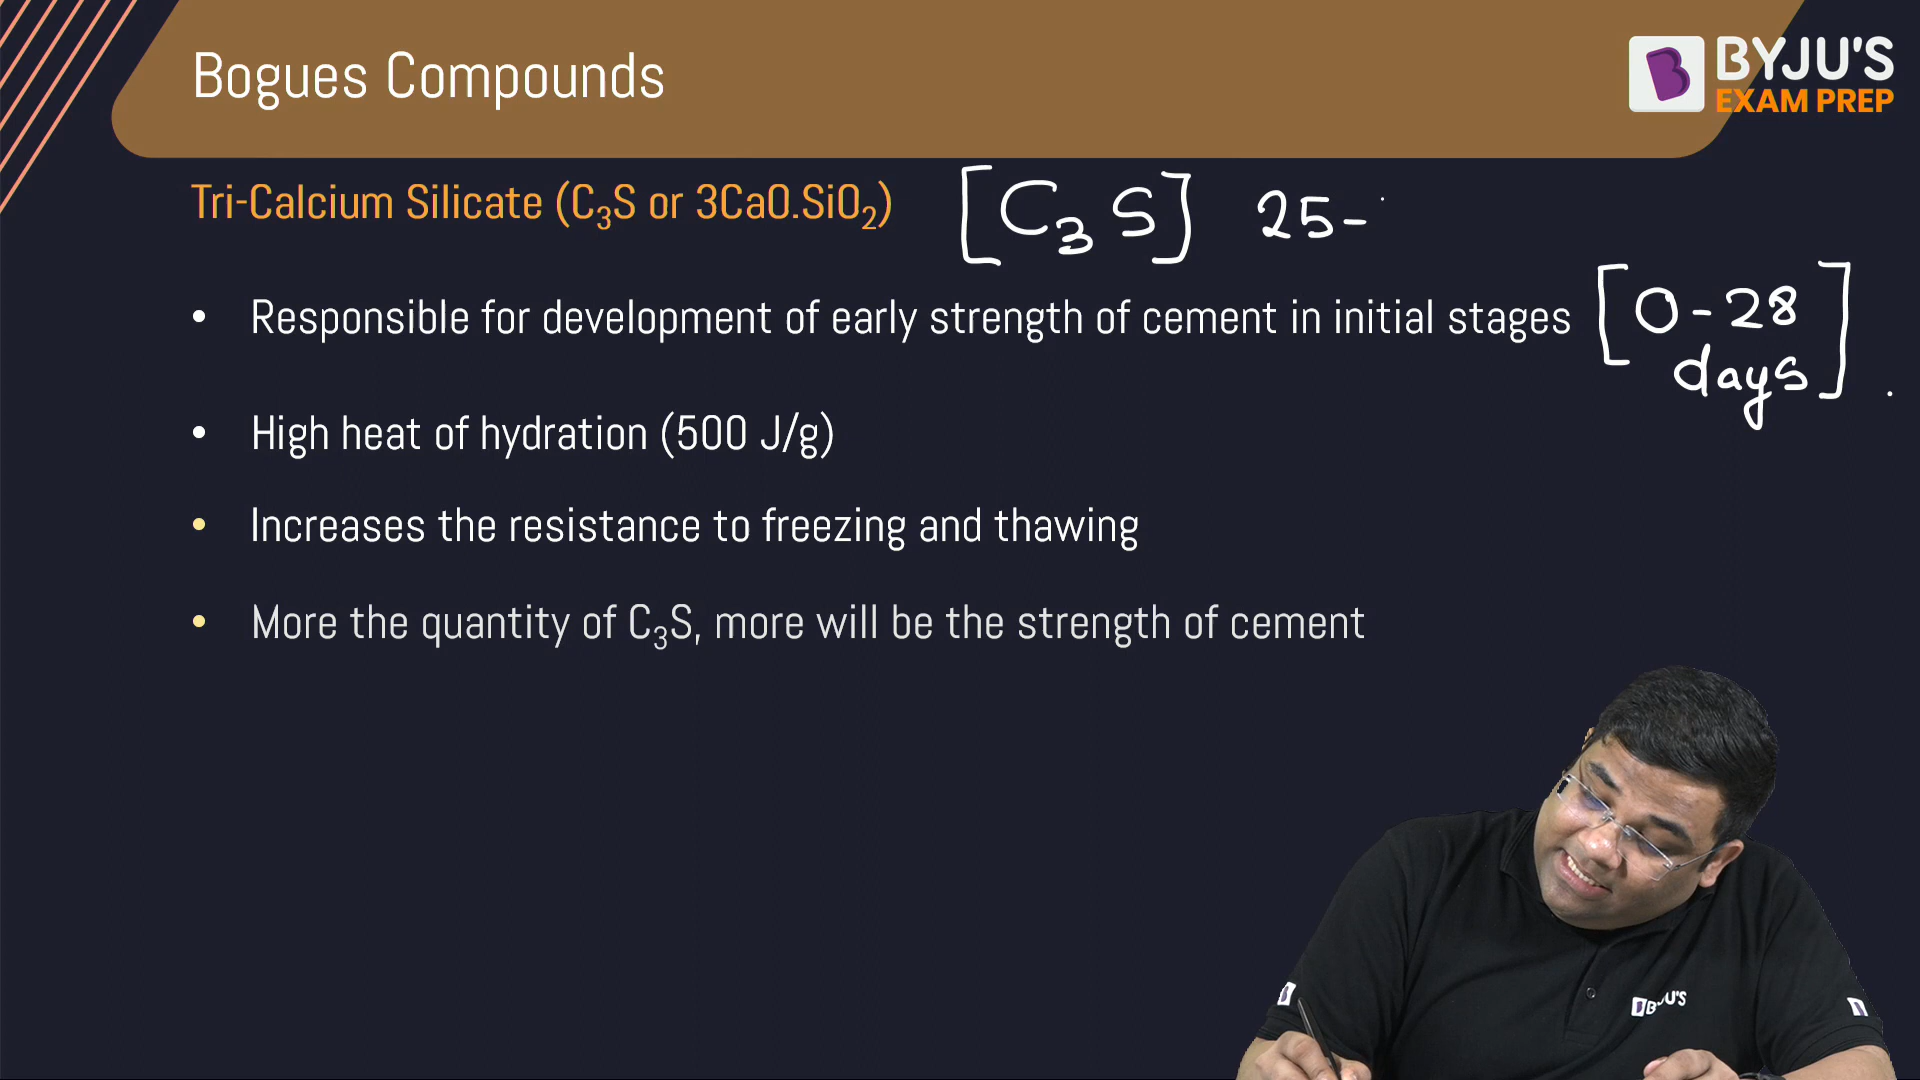 Bogues Compounds
BYJU'S
EXAM PREP
Tri-Calcium Silicate (C₃S or 3CaO.SiO₂) [C₃S] 25-
• Responsible for development of early strength of cement in initial stages [0-28
days]
• High heat of hydration (500 J/g)
• Increases the resistance to freezing and thawing
• More the quantity of C₃S, more will be the strength of cement
BYJU'S